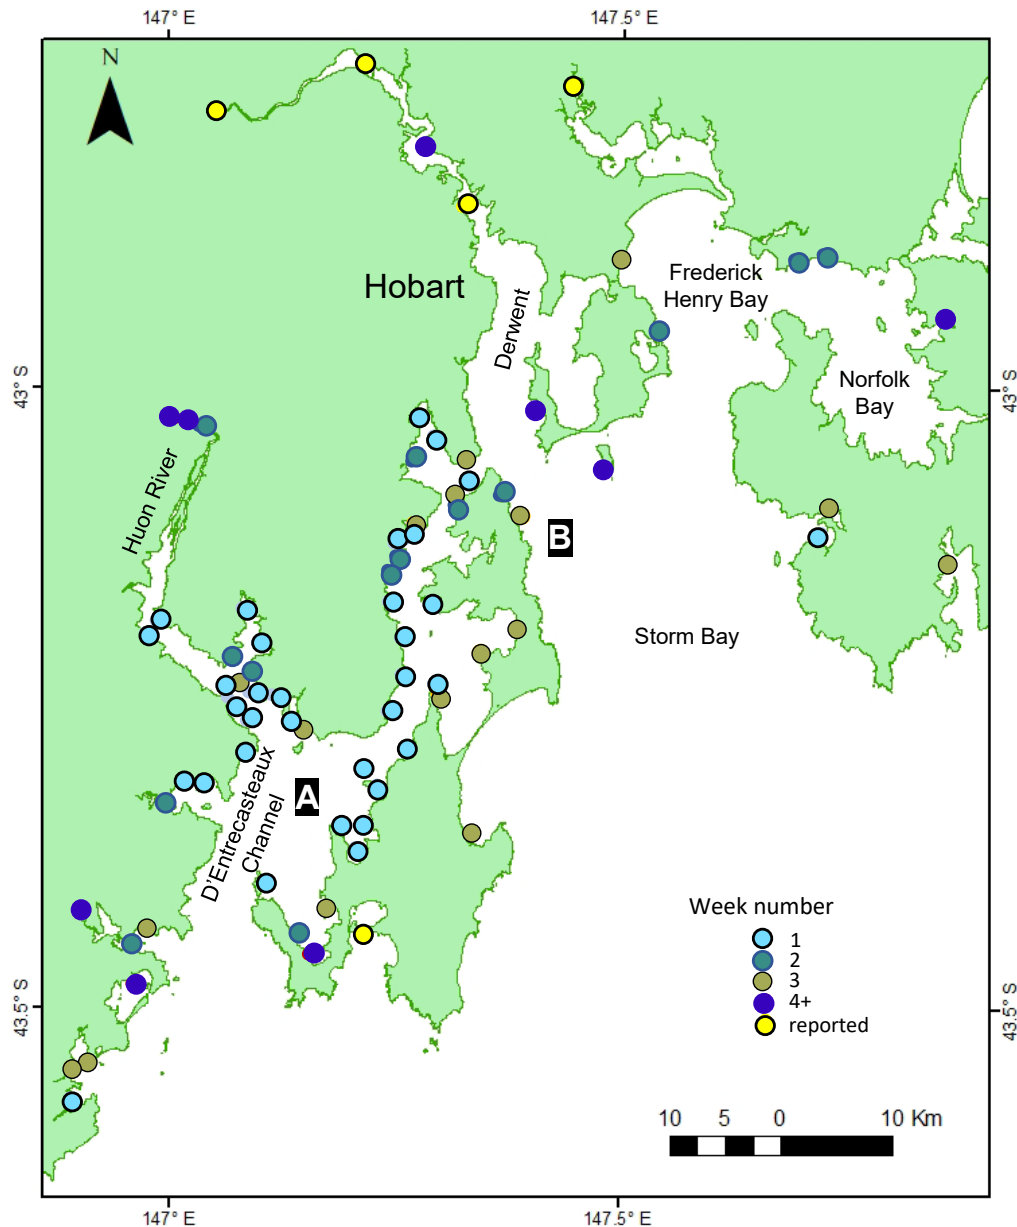 147° E
147.5° E
N
Hobart
Derwent
Frederick
Henry Bay
43° S
43° S
Norfolk
Bay
Huon River
B
Storm Bay
A
D'Entrecasteaux
Channel
Week number
1
2
3
4+
reported
43.5° S
43.5° S
10 5 0 10 Km
147° E
147.5° E